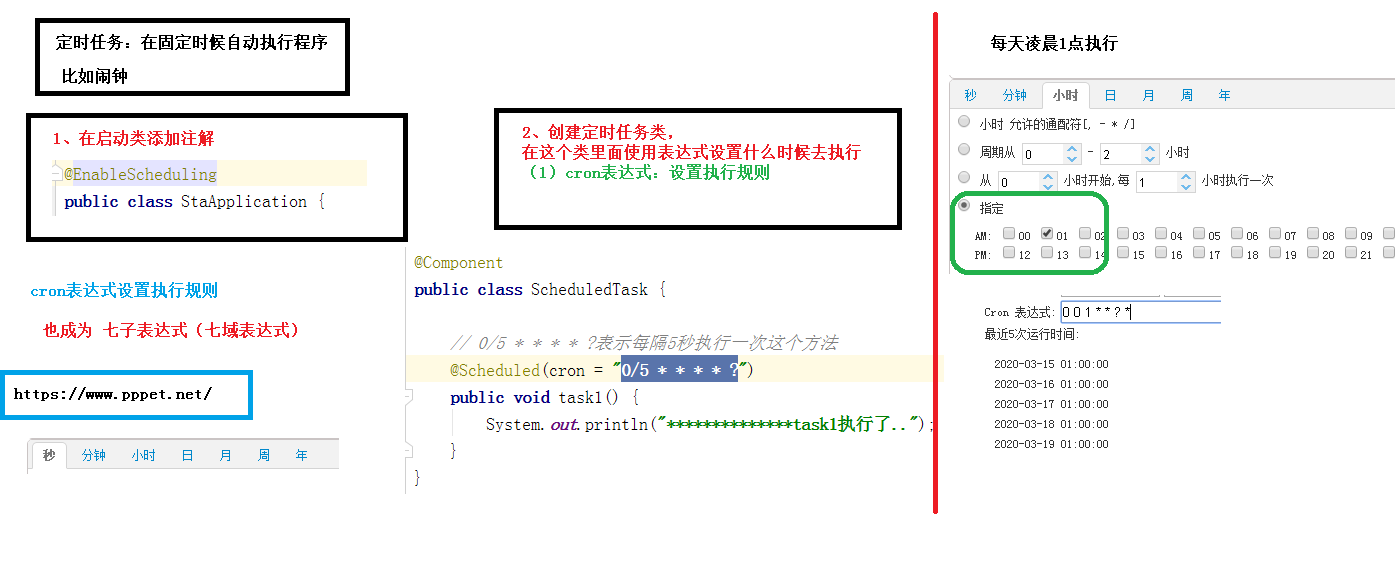 定时任务：在固定时候自动执行程序
比如闹钟
1、在启动类添加注解
@EnableScheduling
public class StaApplication {
cron表达式设置执行规则
也成为 七子表达式（七域表达式）
https://www.pppet.net/
秒 分钟 小时 日 月 周 年
2、创建定时任务类，
在这个类里面使用表达式设置什么时候去执行
（1）cron表达式：设置执行规则
@Component
public class ScheduledTask {
// 0/5 * * * * ?表示每隔5秒执行一次这个方法
@Scheduled(cron = "0/5 * * * * ?")
public void task1() {
System.out.println("**************task1执行了..");
}
}
每天凌晨1点执行
秒 分钟 小时 日 月 周 年
小时 允许的通配符[, - * /]
周期从 0 - 2 小时
从 0 小时开始,每 1 小时执行一次
指定
AM: 00 01 02 03 04 05 06 07 08 09
PM: 12 13 14 15 16 17 18 19 20 21
Cron 表达式: 0 0 1 * * ? *
最近5次运行时间:
2020-03-15 01:00:00
2020-03-16 01:00:00
2020-03-17 01:00:00
2020-03-18 01:00:00
2020-03-19 01:00:00